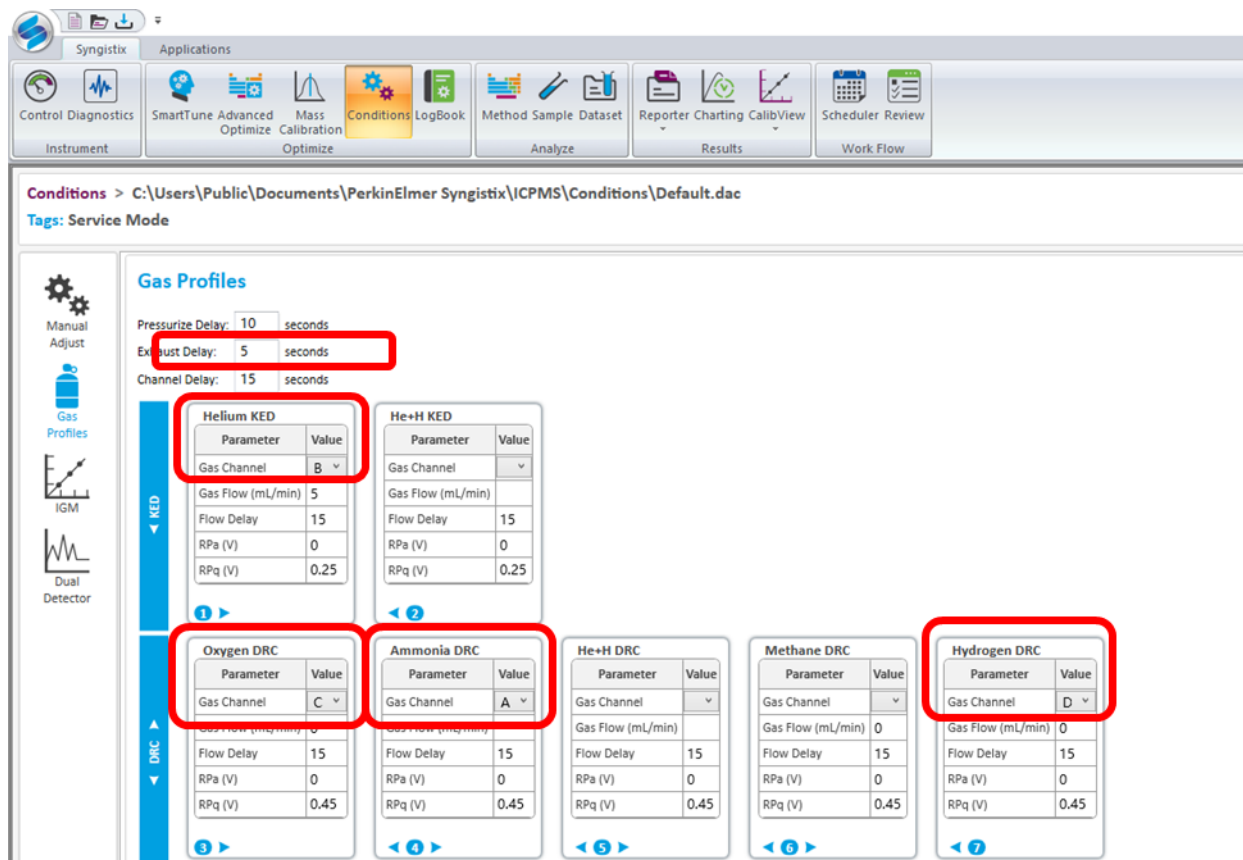 Syngistix Applications
Control Diagnostics SmartTune Advanced Optimize Mass Calibration Conditions LogBook Method Sample Dataset Reporter Charting CalibView Scheduler Review
Instrument Optimize Analyze Results Work Flow
Conditions > C:\Users\Public\Documents\PerkinElmer Syngistix\ICPMS\Conditions\Default.dac
Tags: Service Mode
Manual Adjust
Gas Profiles
IGM
Dual Detector
Gas Profiles
Pressurize Delay: 10 seconds
Exhaust Delay: 5 seconds
Channel Delay: 15 seconds
KED
Helium KED
Parameter Value
Gas Channel B
Gas Flow (mL/min) 5
Flow Delay 15
RPa (V) 0
RPq (V) 0.25
1
He+H KED
Parameter Value
Gas Channel
Gas Flow (mL/min)
Flow Delay 15
RPa (V) 0
RPq (V) 0.25
2
DRC
Oxygen DRC
Parameter Value
Gas Channel C
Gas Flow (mL/min) 0
Flow Delay 15
RPa (V) 0
RPq (V) 0.45
3
Ammonia DRC
Parameter Value
Gas Channel A
Gas Flow (mL/min)
Flow Delay 15
RPa (V) 0
RPq (V) 0.45
4
He+H DRC
Parameter Value
Gas Channel
Gas Flow (mL/min)
Flow Delay 15
RPa (V) 0
RPq (V) 0.45
5
Methane DRC
Parameter Value
Gas Channel
Gas Flow (mL/min) 0
Flow Delay 15
RPa (V) 0
RPq (V) 0.45
6
Hydrogen DRC
Parameter Value
Gas Channel D
Gas Flow (mL/min) 0
Flow Delay 15
RPa (V) 0
RPq (V) 0.45
7